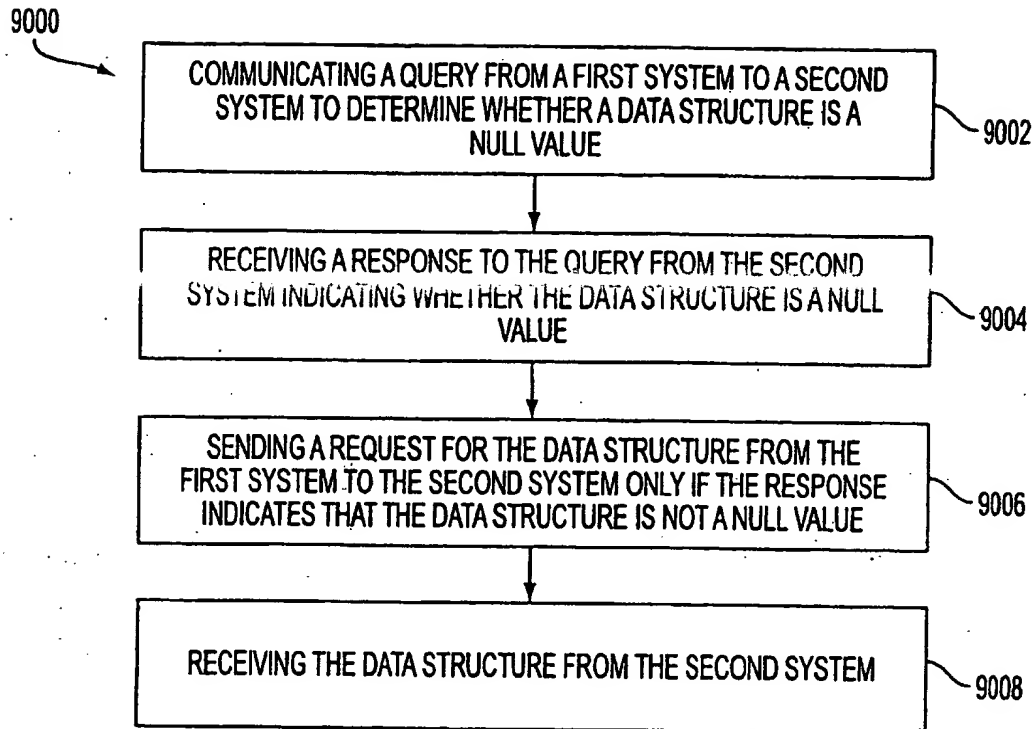 9000
COMMUNICATING A QUERY FROM A FIRST SYSTEM TO A SECOND
SYSTEM TO DETERMINE WHETHER A DATA STRUCTURE IS A
NULL VALUE
9002
RECEIVING A RESPONSE TO THE QUERY FROM THE SECOND
SYSTEM INDICATING WHETHER THE DATA STRUCTURE IS A NULL
VALUE
9004
SENDING A REQUEST FOR THE DATA STRUCTURE FROM THE
FIRST SYSTEM TO THE SECOND SYSTEM ONLY IF THE RESPONSE
INDICATES THAT THE DATA STRUCTURE IS NOT A NULL VALUE
9006
RECEIVING THE DATA STRUCTURE FROM THE SECOND SYSTEM
9008